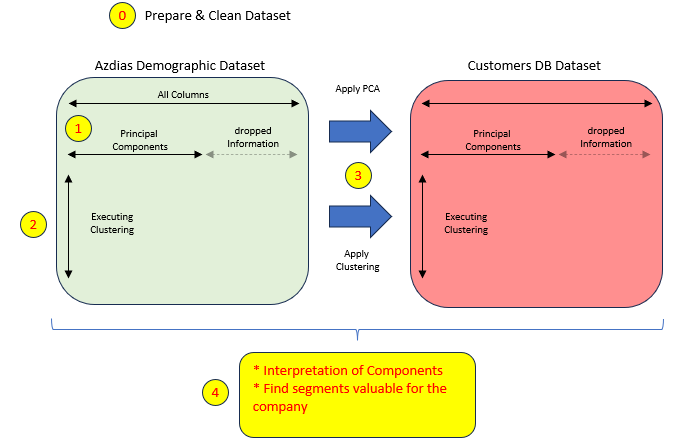 0 Prepare & Clean Dataset
Azdias Demographic Dataset
Customers DB Dataset
All Columns
1
Principal
Components
dropped
Information
2
Executing
Clustering
Apply PCA
3
Apply
Clustering
Principal
Components
dropped
Information
Executing
Clustering
4
* Interpretation of Components
* Find segments valuable for the
company